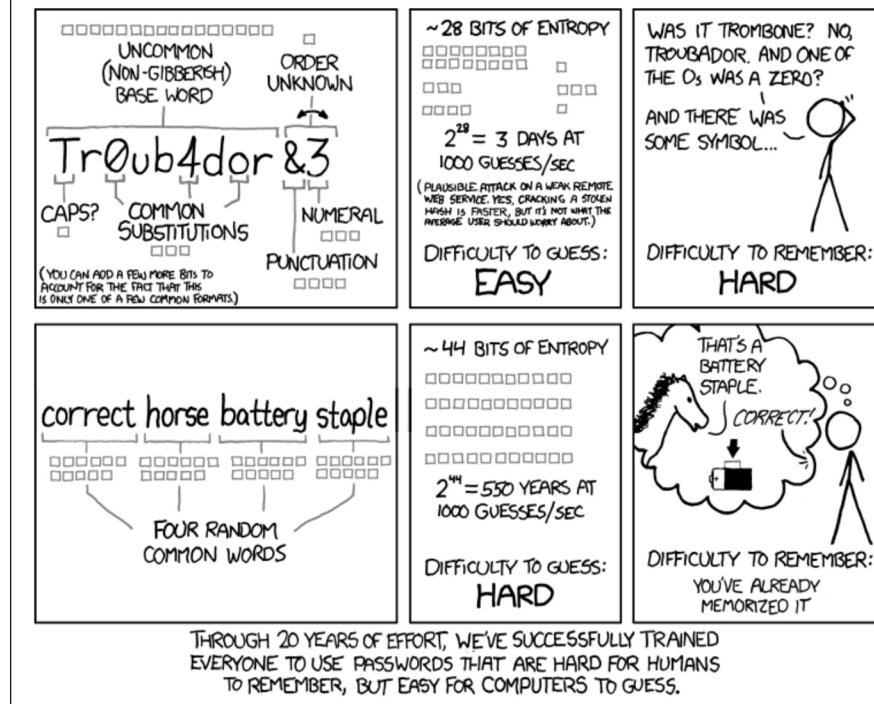 UNCOMMON
(NON-GIBBERISH)
BASE WORD
ORDER
UNKNOWN
Tr0ub4dor &3
CAPS?
COMMON
SUBSTITUTIONS
NUMERAL
PUNCTUATION
(YOU CAN ADD A FEW MORE BITS TO
ACCOUNT FOR THE FACT THAT THIS
IS ONLY ONE OF A FEW COMMON FORMATS.)
~28 BITS OF ENTROPY
2²⁸ = 3 DAYS AT
1000 GUESSES/SEC
(PLAUSIBLE ATTACK ON A WEAK REMOTE
WEB SERVICE. YES, CRACKING A STOLEN
HASH IS FASTER, BUT IT'S NOT WHAT THE
AVERAGE USER SHOULD WORRY ABOUT.)
DIFFICULTY TO GUESS:
EASY
WAS IT TROMBONE? NO,
TROUBADOR. AND ONE OF
THE Os WAS A ZERO?
AND THERE WAS
SOME SYMBOL...
DIFFICULTY TO REMEMBER:
HARD
correct horse battery staple
FOUR RANDOM
COMMON WORDS
~44 BITS OF ENTROPY
2⁴⁴ = 550 YEARS AT
1000 GUESSES/SEC
DIFFICULTY TO GUESS:
HARD
THAT'S A
BATTERY
STAPLE.
CORRECT!
DIFFICULTY TO REMEMBER:
YOU'VE ALREADY
MEMORIZED IT
THROUGH 20 YEARS OF EFFORT, WE'VE SUCCESSFULLY TRAINED
EVERYONE TO USE PASSWORDS THAT ARE HARD FOR HUMANS
TO REMEMBER, BUT EASY FOR COMPUTERS TO GUESS.